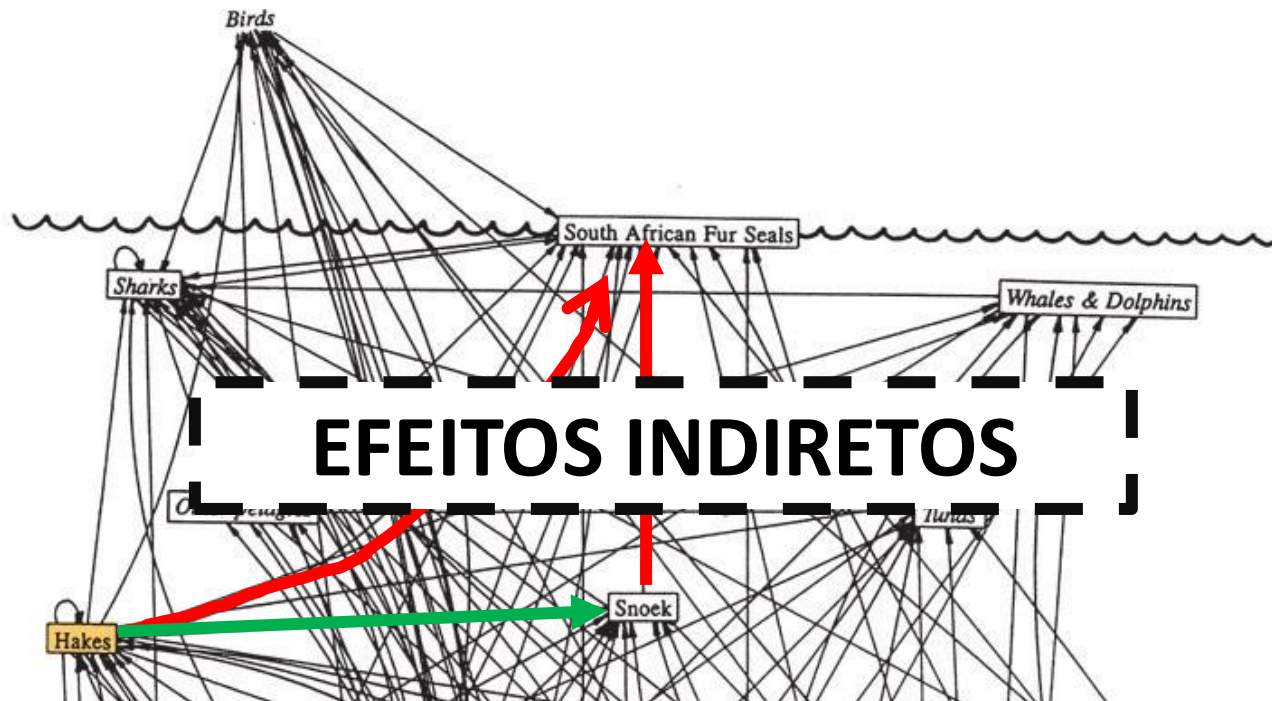 Birds
South African Fur Seals
Sharks
Whales & Dolphins
EFEITOS INDIRETOS
Tunas
Snoek
Hakes